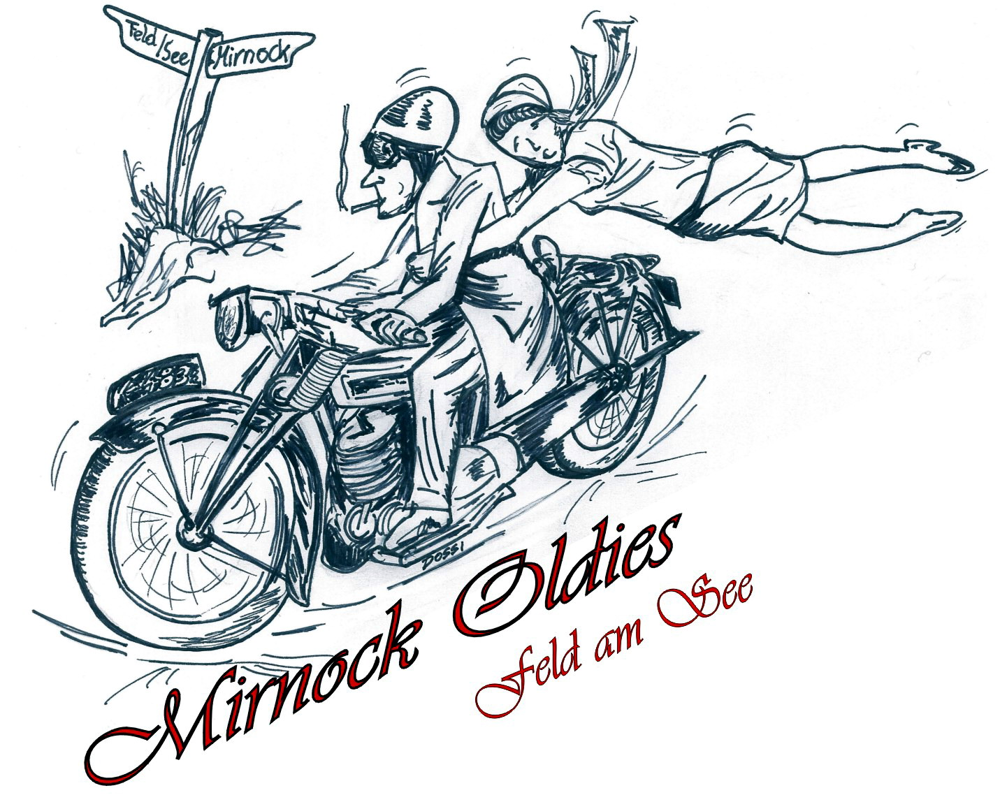 Feld/See
Mirnock
DOSSI
Mirnock Oldies
Feld am See